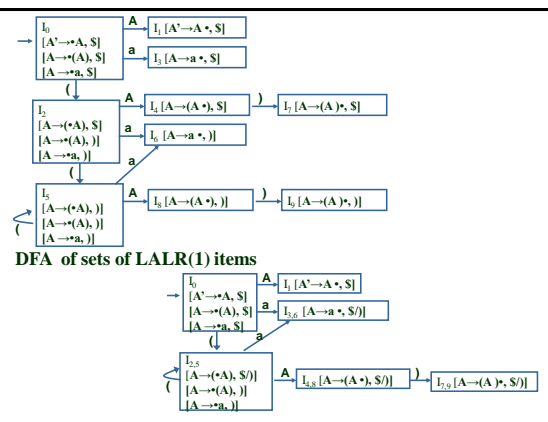 I0
[A'→•A, $]
[A→•(A), $]
[A→•a, $]
A
I1 [A'→A•, $]
a
I3 [A→a •, $]
(
I2
[A→(•A), $]
[A→•(A), )]
[A→•a, )]
A
I4 [A→(A•), $]
)
I7 [A→(A )•, $]
a
I6 [A→a •, )]
(
a
I5
[A→(•A), )]
[A→•(A), )]
[A→•a, )]
(
A
I8 [A→(A•), )]
)
I9 [A→(A )•, )]
DFA of sets of LALR(1) items
I0
[A'→•A, $]
[A→•(A), $]
[A→•a, $]
A
I1 [A'→A•, $]
a
I3,6 [A→a •, $/)]
(
a
I2,5
[A→(•A), $/)]
[A→•(A), )]
[A→•a, )]
(
A
I4,8 [A→(A•), $/)]
)
I7,9 [A→(A )•, $/)]